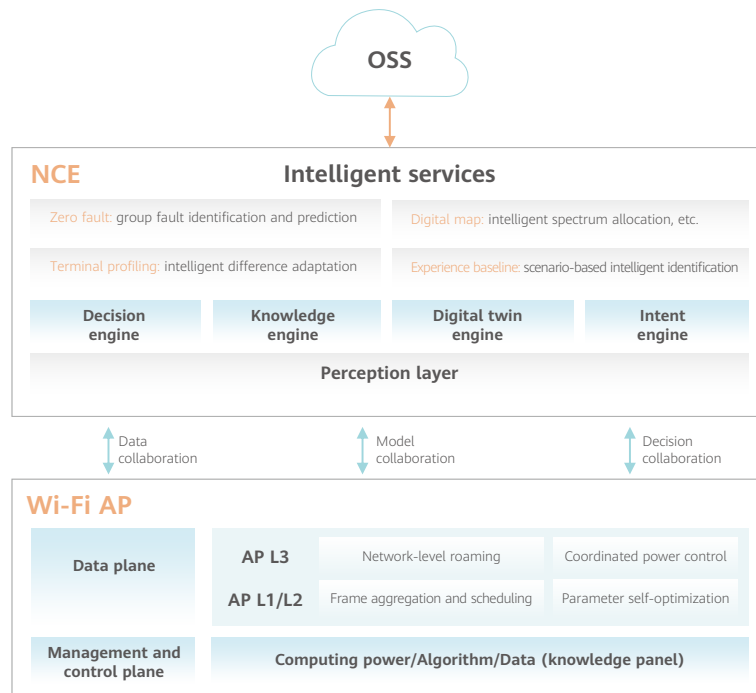 OSS
NCE
Intelligent services
Zero fault: group fault identification and prediction
Digital map: intelligent spectrum allocation, etc.
Terminal profiling: intelligent difference adaptation
Experience baseline: scenario-based intelligent identification
Decision
engine
Knowledge
engine
Digital twin
engine
Intent
engine
Perception layer
Data
collaboration
Model
collaboration
Decision
collaboration
Wi-Fi AP
Data plane
AP L3
Network-level roaming
Coordinated power control
AP L1/L2
Frame aggregation and scheduling
Parameter self-optimization
Management and
control plane
Computing power/Algorithm/Data (knowledge panel)